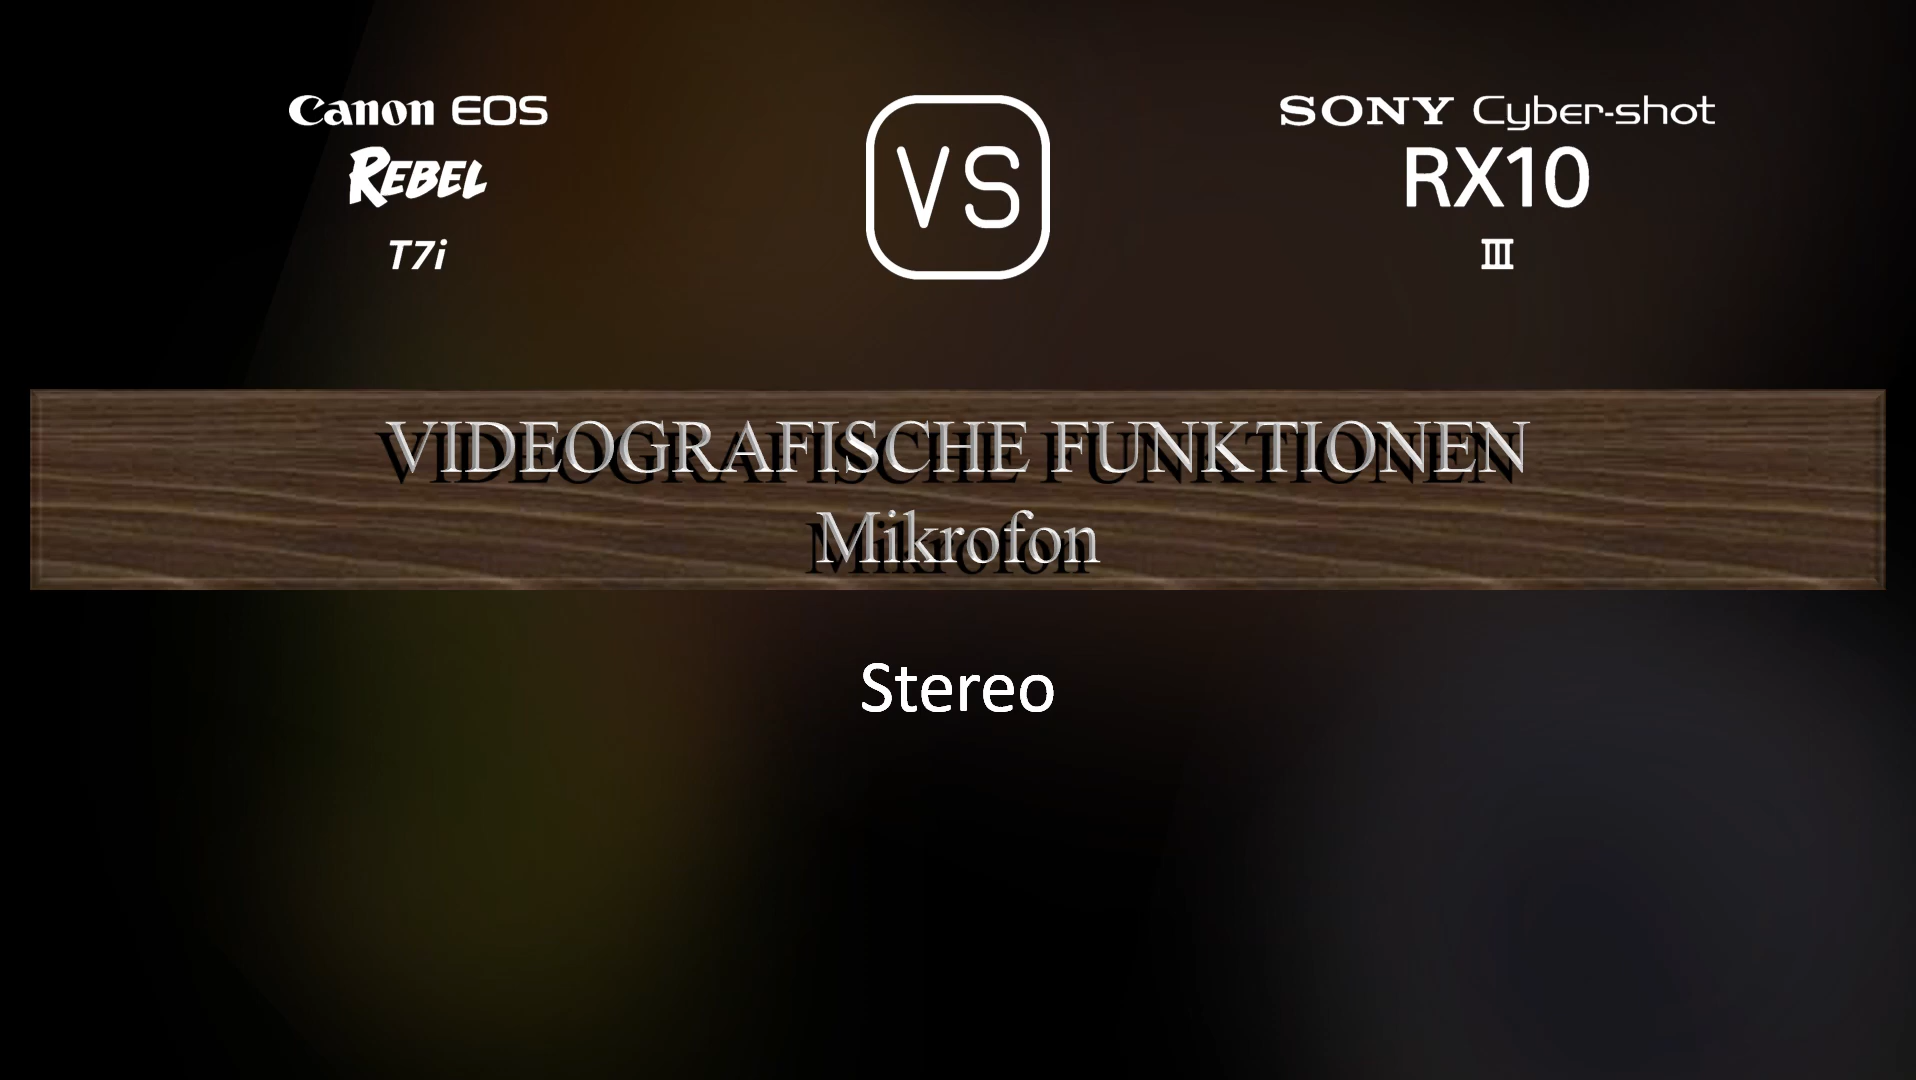 Canon EOS
REBEL
T7i
VS
SONY Cyber-shot
RX10
III
VIDEOGRAFISCHE FUNKTIONEN
Mikrofon
Stereo